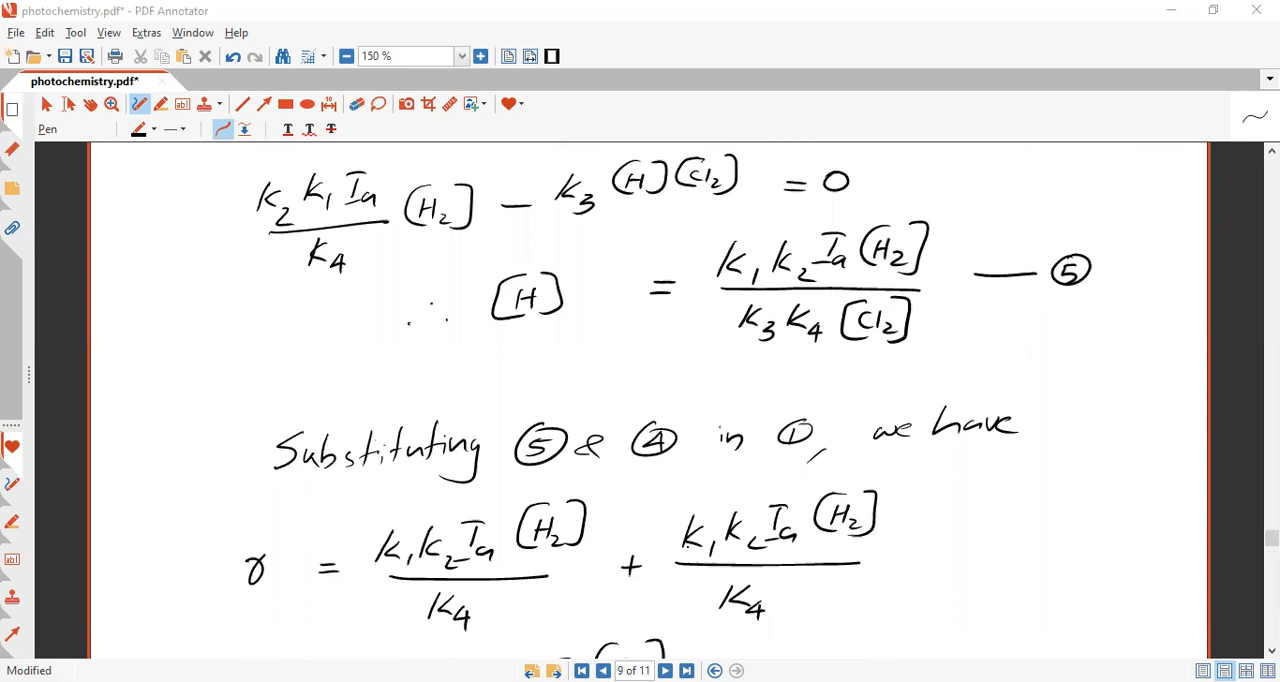 photochemistry.pdf* - PDF Annotator
File Edit Tool View Extras Window Help
150 %
photochemistry.pdf*
Pen
K2 K1 Ia / K4 [H2] − K3 [H] [Cl2] = 0
∴ [H] = K1 K2 Ia [H2] / K3 K4 [Cl2] — ⑤
Substituting ⑤ & ④ in ①, we have
r = K1 K2 Ia [H2] / K4 + K1 K2 Ia [H2] / K4
Modified 9 of 11